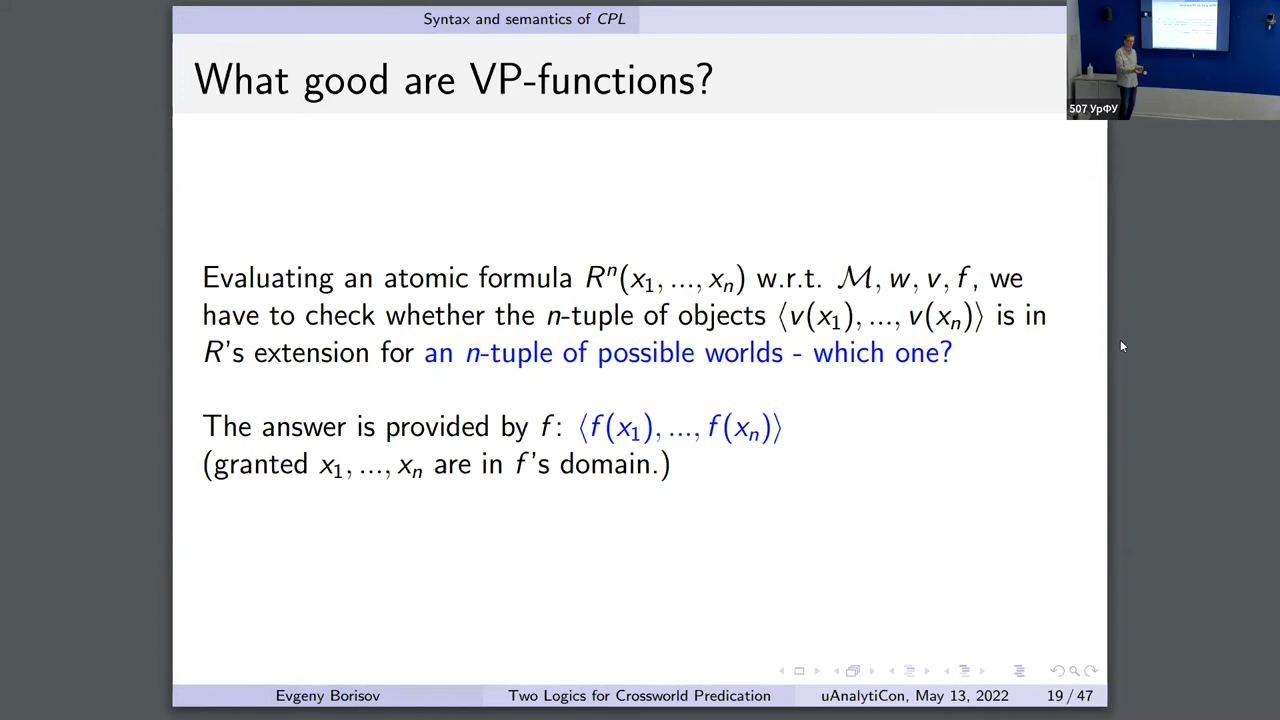 Syntax and semantics of CPL
What good are VP-functions?
507 УрФУ
Evaluating an atomic formula Rⁿ(x₁, ..., xₙ) w.r.t. ℳ, w, v, f, we
have to check whether the n-tuple of objects ⟨v(x₁), ..., v(xₙ)⟩ is in
R's extension for an n-tuple of possible worlds - which one?
The answer is provided by f: ⟨f(x₁), ..., f(xₙ)⟩
(granted x₁, ..., xₙ are in f's domain.)
Evgeny Borisov Two Logics for Crossworld Predication uAnalytiCon, May 13, 2022 19 / 47